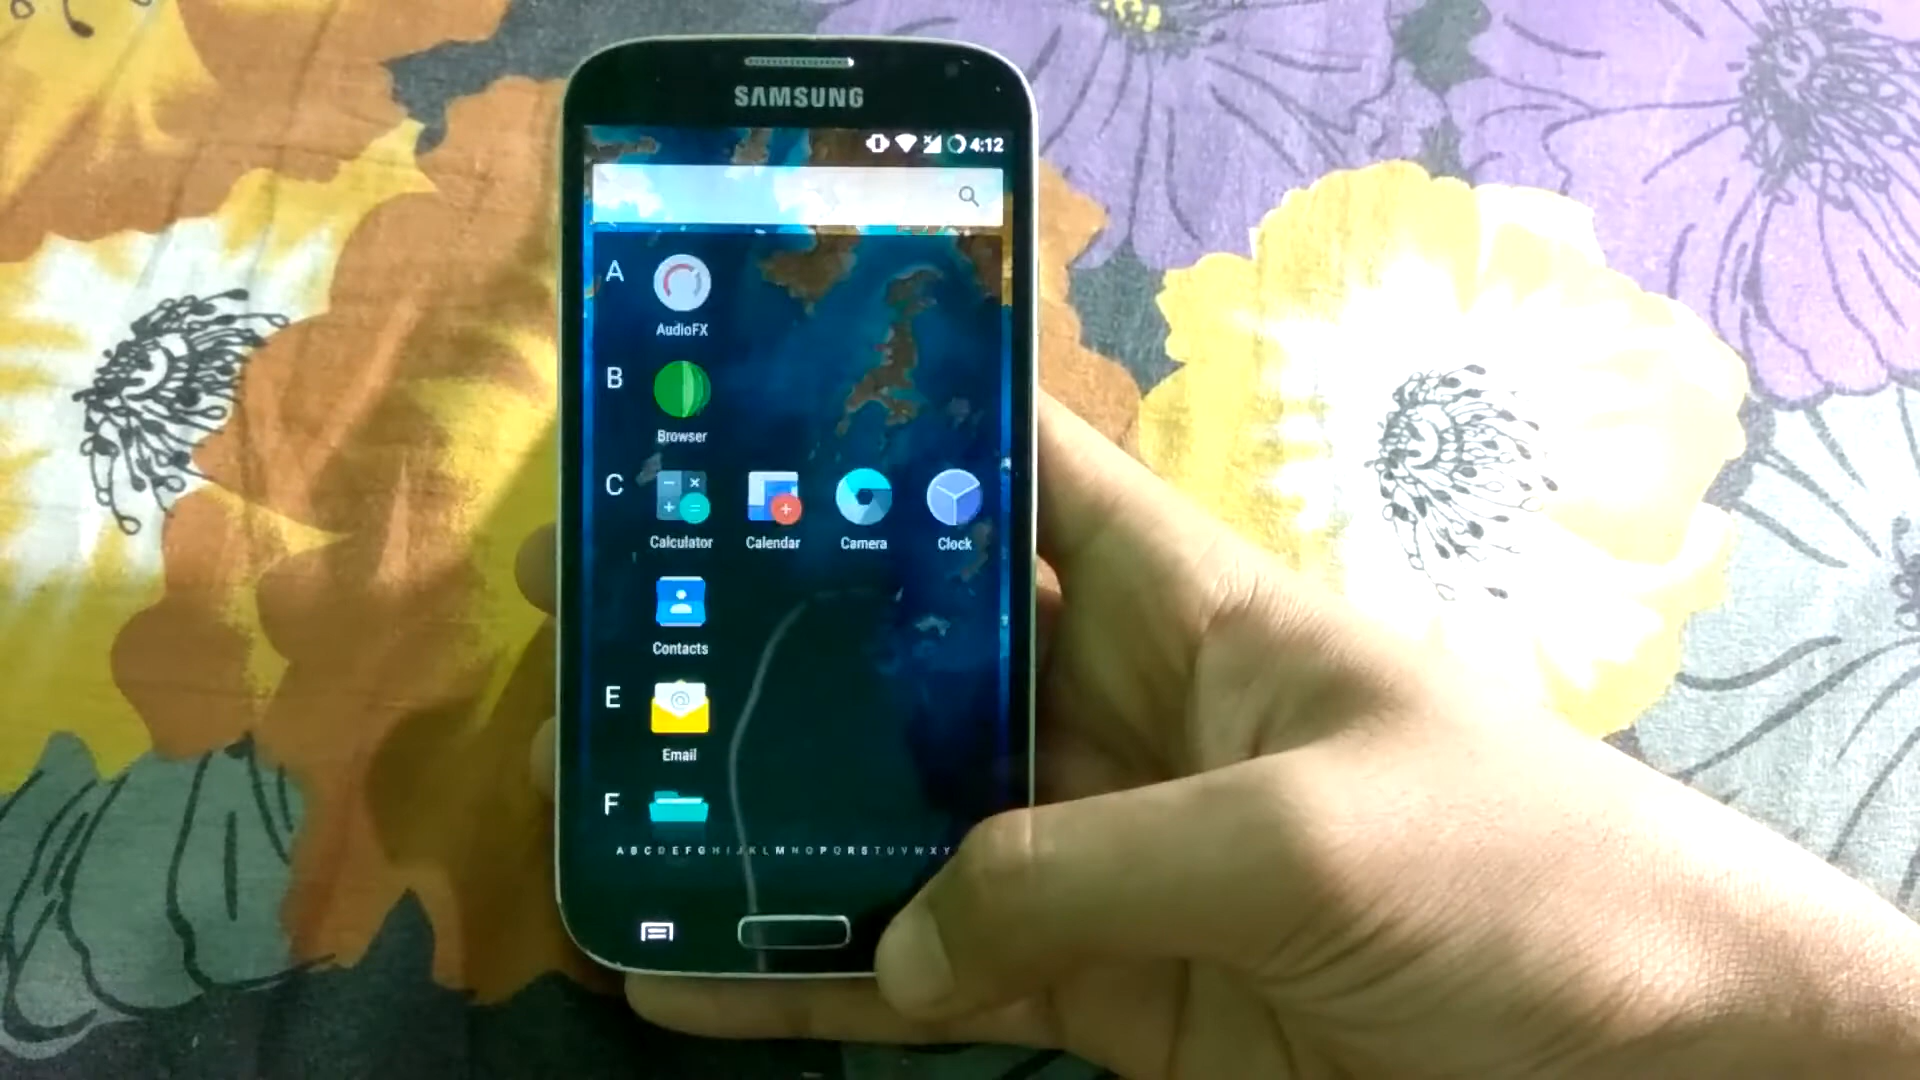 SAMSUNG
4:12
A
AudioFX
B
Browser
C
Calculator Calendar Camera Clock
Contacts
E
Email
F
A B C D E F G H I J K L M N O P Q R S T U V W X Y